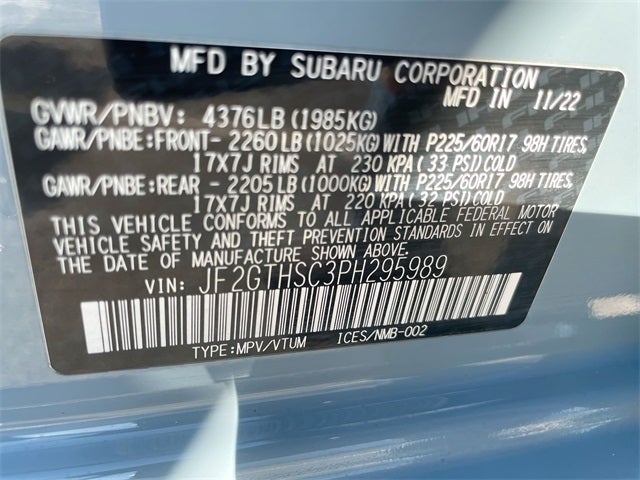 MFD BY SUBARU CORPORATION
MFD IN 11/22
GVWR/PNBV: 4376LB (1985KG)
GAWR/PNBE:FRONT- 2260LB (1025KG) WITH P225/60R17 98H TIRES,
17X7J RIMS AT 230 KPA (33 PSI) COLD
GAWR/PNBE:REAR - 2205LB (1000KG) WITH P225/60R17 98H TIRES,
17X7J RIMS AT 220 KPA (32 PSI) COLD
THIS VEHICLE CONFORMS TO ALL APPLICABLE FEDERAL MOTOR
VEHICLE SAFETY AND THEFT PREVENTION STANDARDS IN EFFECT ON
THE DATE OF MANUFACTURE SHOWN ABOVE.
VIN: JF2GTHSC3PH295989
TYPE:MPV/VTUM ICES/NMB-002